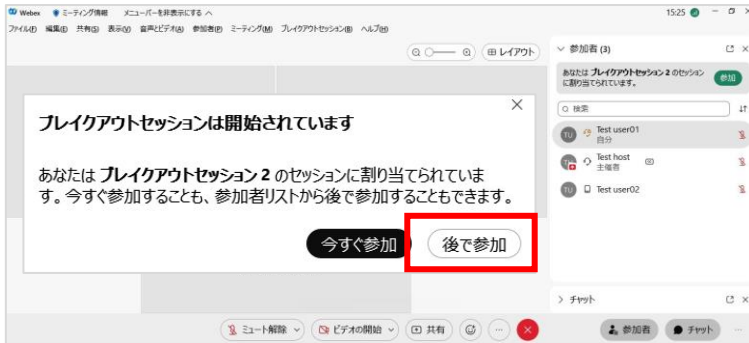 Webex ミーティング情報 メニューバーを非表示にする 15:25
ファイル(F) 編集(E) 共有(S) 表示(V) 音声とビデオ(A) 参加者(P) ミーティング(M) ブレイクアウトセッション(B) ヘルプ(H)
レイアウト
参加者 (3)
あなたは ブレイクアウトセッション 2 のセッション
に割り当てられています。
参加
検索
TU Test user01
自分
TU Test host
主催者
TU Test user02
ブレイクアウトセッションは開始されています
あなたは ブレイクアウトセッション 2 のセッションに割り当てられていま
す。今すぐ参加することも、参加者リストから後で参加することもできます。
今すぐ参加 後で参加
チャット
ミュート解除 ビデオの開始 共有 参加者 チャット